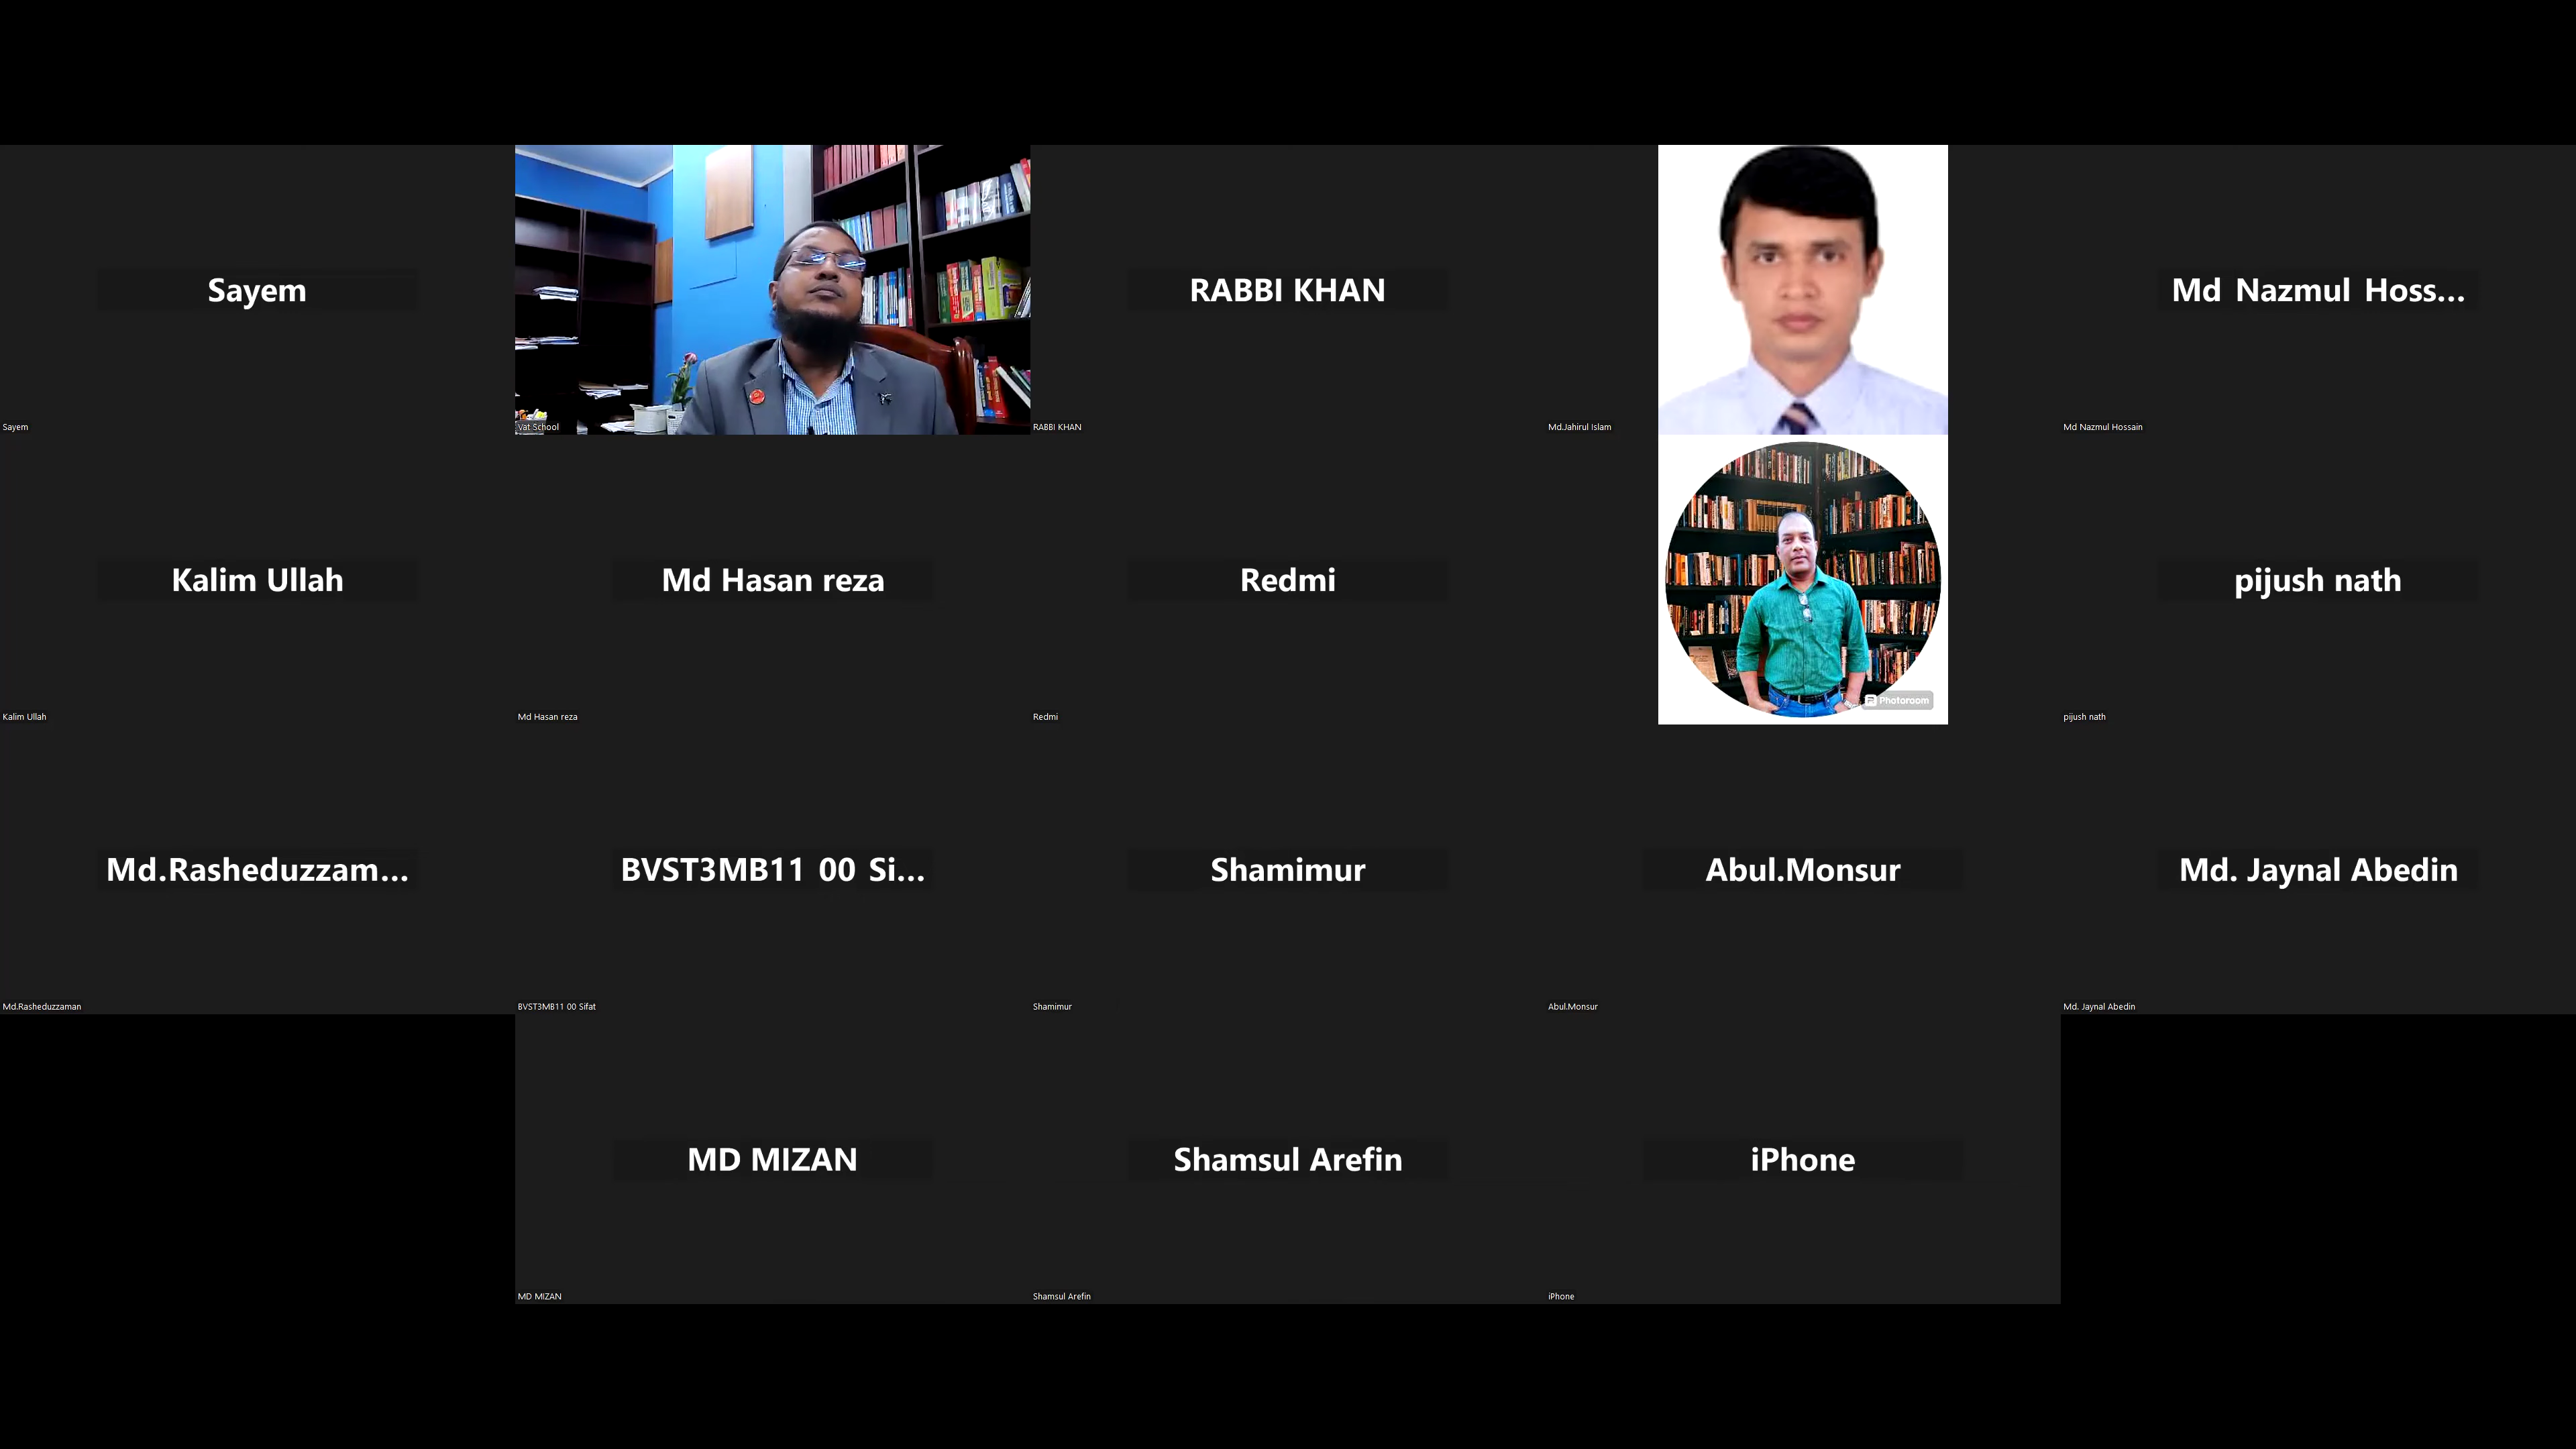 Sayem
Sayem
Vat School
RABBI KHAN
RABBI KHAN
Md.Jahirul Islam
Md Nazmul Hoss...
Md Nazmul Hossain
Kalim Ullah
Kalim Ullah
Md Hasan reza
Md Hasan reza
Redmi
Redmi
Photoroom
pijush nath
pijush nath
Md.Rasheduzzam...
Md.Rasheduzzaman
BVST3MB11 00 Si...
BVST3MB11 00 Sifat
Shamimur
Shamimur
Abul.Monsur
Abul.Monsur
Md. Jaynal Abedin
Md. Jaynal Abedin
MD MIZAN
MD MIZAN
Shamsul Arefin
Shamsul Arefin
iPhone
iPhone